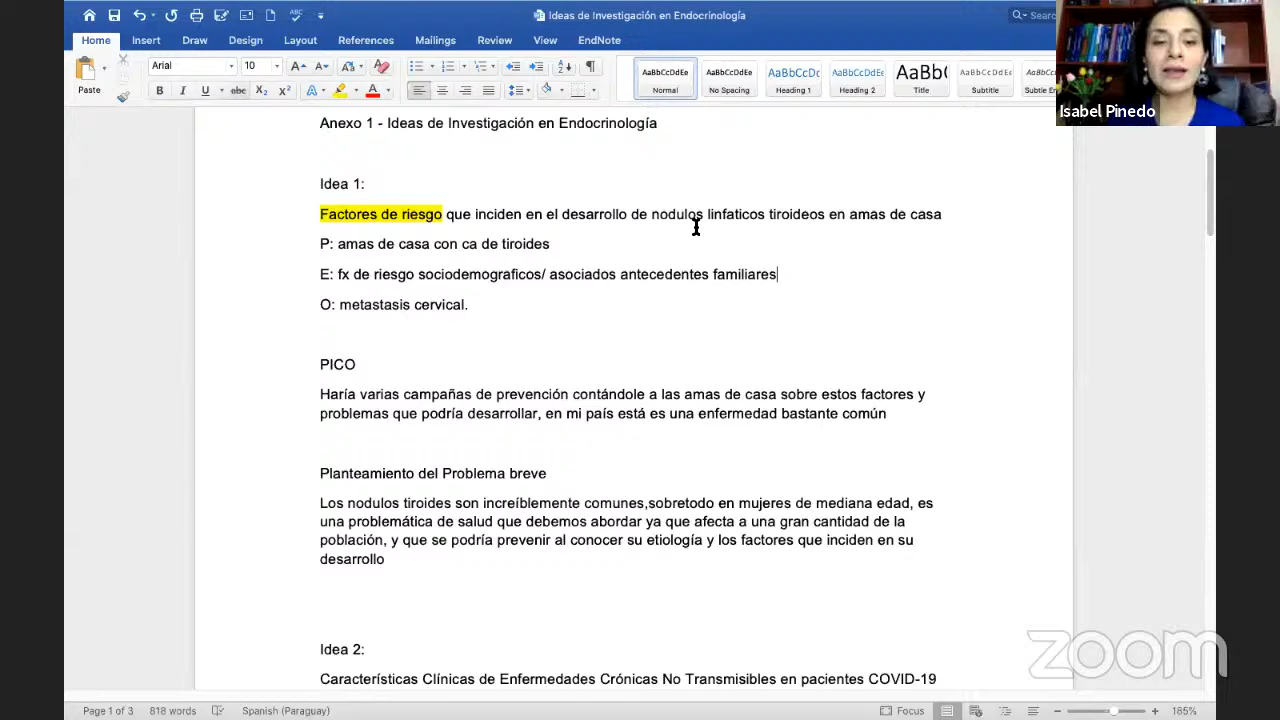 Ideas de Investigación en Endocrinología
Home Insert Draw Design Layout References Mailings Review View EndNote
Paste
Arial 10
AaBbCcDdEe Normal
AaBbCcDdEe No Spacing
AaBbCcDc Heading 1
AaBbCcDdEe Heading 2
Title
AaBbCcDdEe Subtitle
Isabel Pinedo
Anexo 1 - Ideas de Investigación en Endocrinología
Idea 1:
Factores de riesgo que inciden en el desarrollo de nodulos linfaticos tiroideos en amas de casa
P: amas de casa con ca de tiroides
E: fx de riesgo sociodemograficos/ asociados antecedentes familiares
O: metastasis cervical.
PICO
Haría varias campañas de prevención contándole a las amas de casa sobre estos factores y
problemas que podría desarrollar, en mi país está es una enfermedad bastante común
Planteamiento del Problema breve
Los nodulos tiroides son increíblemente comunes,sobretodo en mujeres de mediana edad, es
una problemática de salud que debemos abordar ya que afecta a una gran cantidad de la
población, y que se podría prevenir al conocer su etiología y los factores que inciden en su
desarrollo
Idea 2:
Características Clínicas de Enfermedades Crónicas No Transmisibles en pacientes COVID-19
zoom
Page 1 of 3 818 words Spanish (Paraguay) Focus 185%